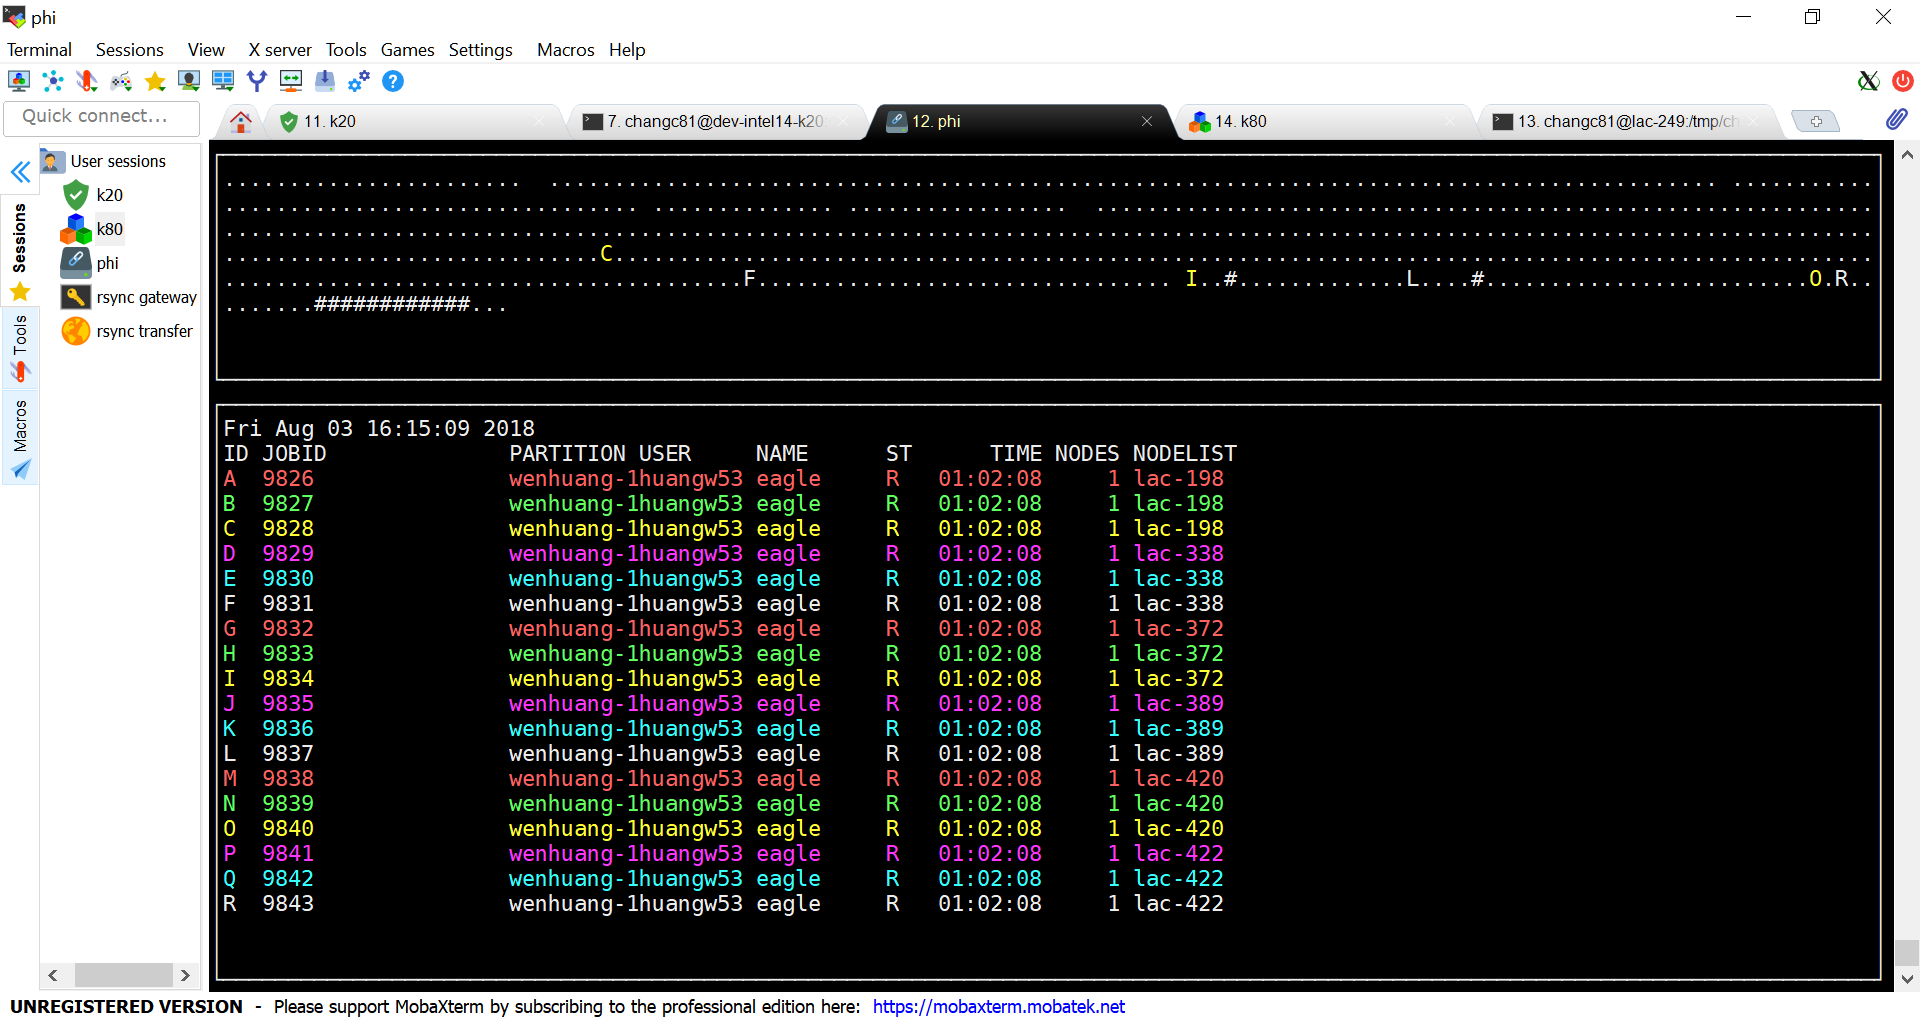 phi
Terminal Sessions View X server Tools Games Settings Macros Help
Quick connect...
11. k20
7. changc81@dev-intel14-k20
12. phi
14. k80
13. changc81@lac-249:/tmp/ch
User sessions
k20
k80
phi
rsync gateway
rsync transfer
Sessions
Tools
Macros
C
F I..# L #  O.R..
.......############...
Fri Aug 03 16:15:09 2018
ID JOBID PARTITION USER NAME ST TIME NODES NODELIST
A 9826 wenhuang-1huangw53 eagle R 01:02:08 1 lac-198
B 9827 wenhuang-1huangw53 eagle R 01:02:08 1 lac-198
C 9828 wenhuang-1huangw53 eagle R 01:02:08 1 lac-198
D 9829 wenhuang-1huangw53 eagle R 01:02:08 1 lac-338
E 9830 wenhuang-1huangw53 eagle R 01:02:08 1 lac-338
F 9831 wenhuang-1huangw53 eagle R 01:02:08 1 lac-338
G 9832 wenhuang-1huangw53 eagle R 01:02:08 1 lac-372
H 9833 wenhuang-1huangw53 eagle R 01:02:08 1 lac-372
I 9834 wenhuang-1huangw53 eagle R 01:02:08 1 lac-372
J 9835 wenhuang-1huangw53 eagle R 01:02:08 1 lac-389
K 9836 wenhuang-1huangw53 eagle R 01:02:08 1 lac-389
L 9837 wenhuang-1huangw53 eagle R 01:02:08 1 lac-389
M 9838 wenhuang-1huangw53 eagle R 01:02:08 1 lac-420
N 9839 wenhuang-1huangw53 eagle R 01:02:08 1 lac-420
O 9840 wenhuang-1huangw53 eagle R 01:02:08 1 lac-420
P 9841 wenhuang-1huangw53 eagle R 01:02:08 1 lac-422
Q 9842 wenhuang-1huangw53 eagle R 01:02:08 1 lac-422
R 9843 wenhuang-1huangw53 eagle R 01:02:08 1 lac-422
UNREGISTERED VERSION - Please support MobaXterm by subscribing to the professional edition here: https://mobaxterm.mobatek.net